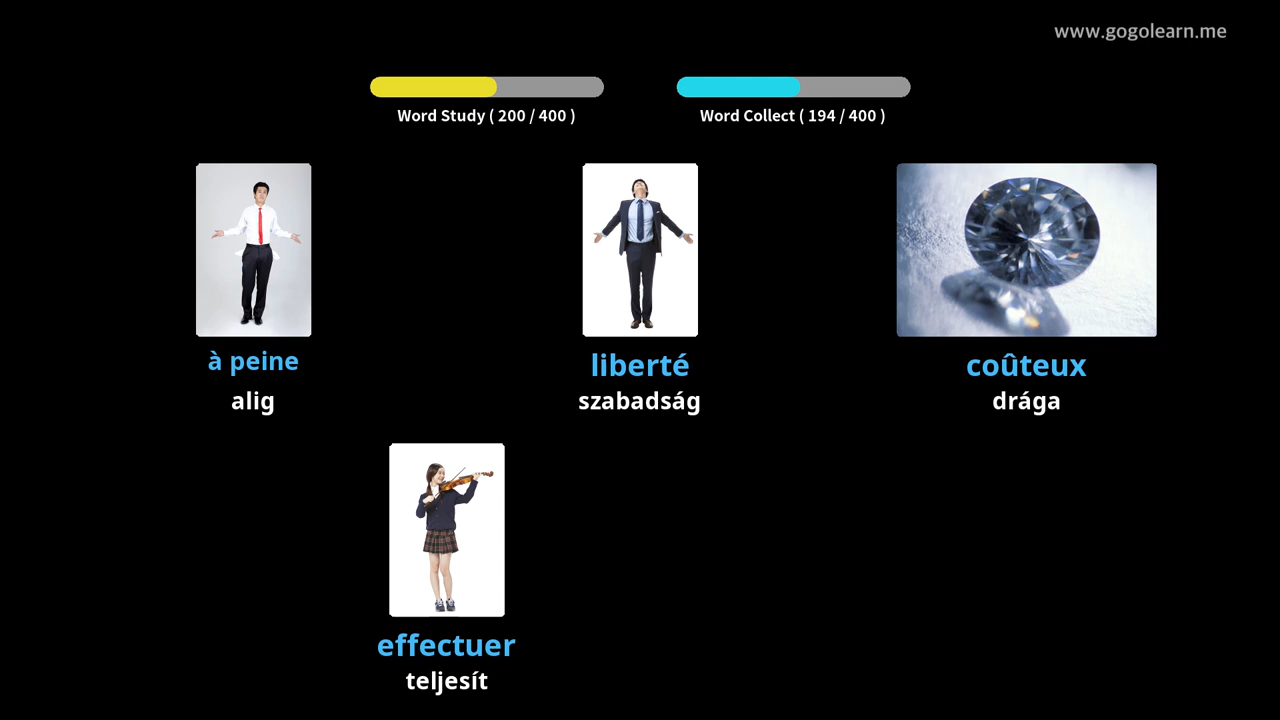 www.gogolearn.me
Word Study ( 200 / 400 )
Word Collect ( 194 / 400 )
à peine
alig
liberté
szabadság
coûteux
drága
effectuer
teljesít